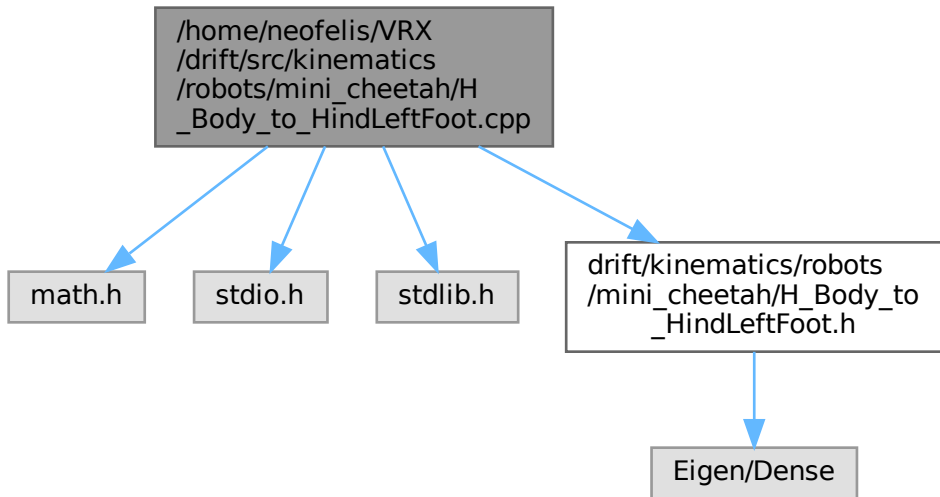 /home/neofelis/VRX
/drift/src/kinematics
/robots/mini_cheetah/H
_Body_to_HindLeftFoot.cpp
math.h
stdio.h
stdlib.h
drift/kinematics/robots
/mini_cheetah/H_Body_to
_HindLeftFoot.h
Eigen/Dense